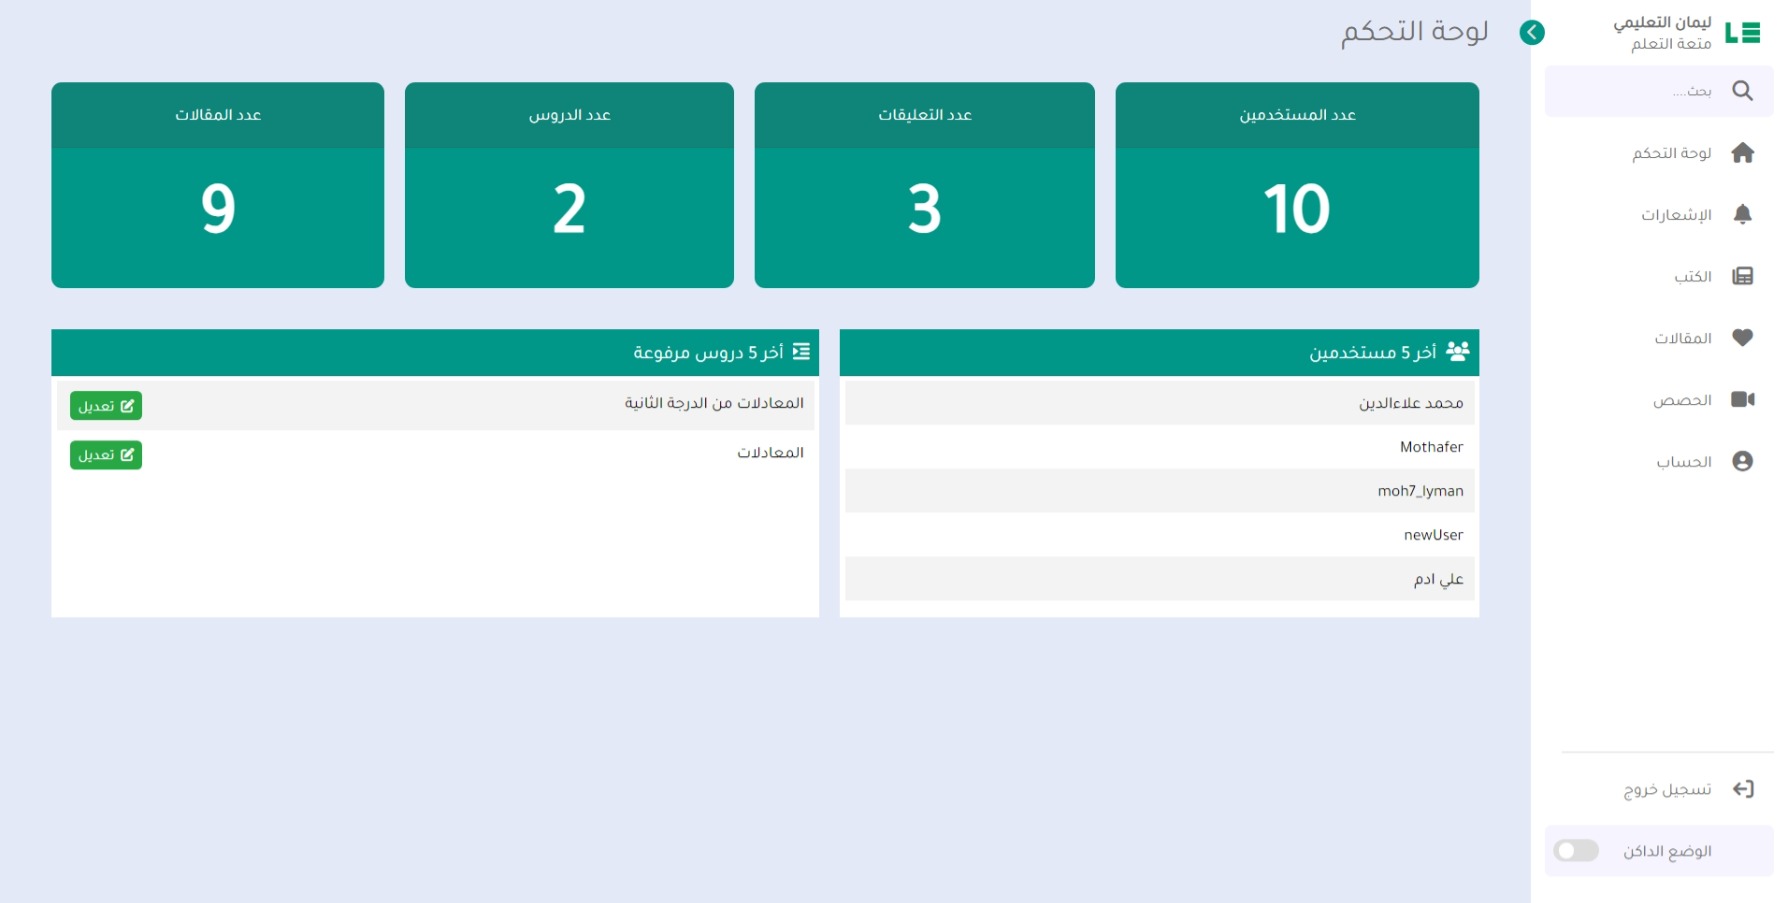 ليمان التعليمي
متعة التعلم
بحث....
لوحة التحكم
الإشعارات
الكتب
المقالات
الحصص
الحساب
تسجيل خروج
الوضع الداكن
لوحة التحكم
عدد المستخدمين
10
عدد التعليقات
3
عدد الدروس
2
عدد المقالات
9
أخر 5 مستخدمين
محمد علاءالدين
Mothafer
moh7_lyman
newUser
علي ادم
أخر 5 دروس مرفوعة
المعادلات من الدرجة الثانية
تعديل
المعادلات
تعديل